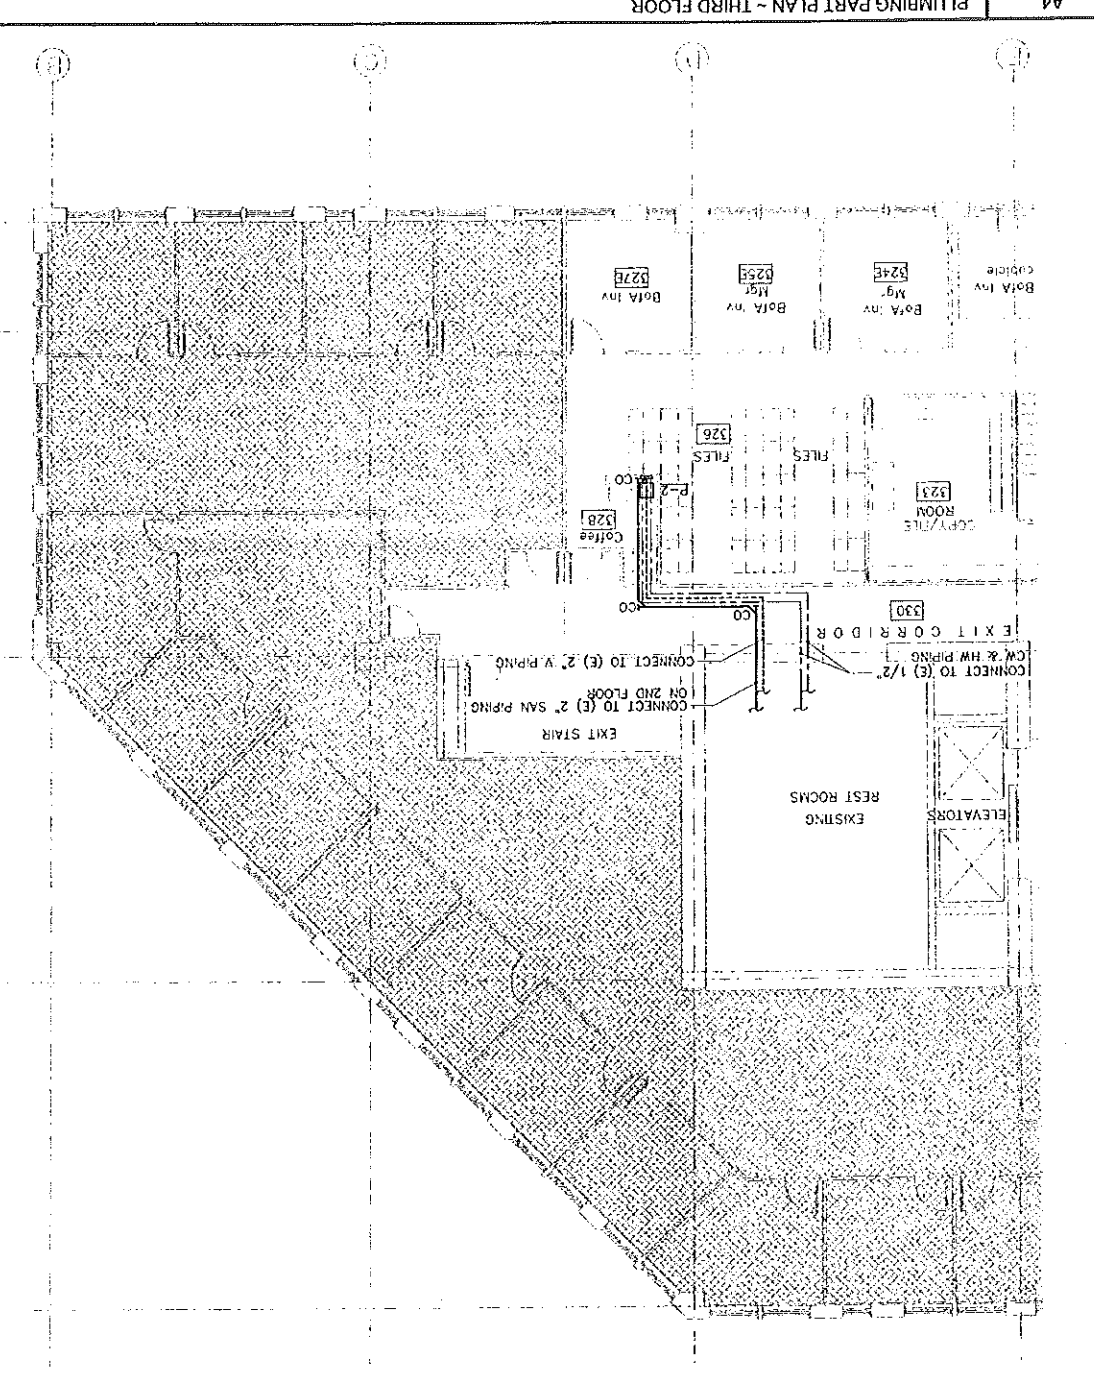 A4
PLUMBING PART PLAN ~ THIRD FLOOR
ELEVATORS
EXISTING
REST ROOMS
EXIT STAIR
CONNECT TO (E) 2" SAN PIPING
ON 2ND FLOOR
CONNECT TO (E) 2" V PIPING
CONNECT TO (E) 1/2"
CW & HW PIPING
EXIT CORRIDOR
330
CO
CO
Coffee
328
COPY/FILE
ROOM
323
P-2
CO
FILES
FILES
326
BofA Inv
Mgr
324E
BofA Inv
Mgr
325E
BofA Inv
327E
BofA Inv
cubicle
D
C
B